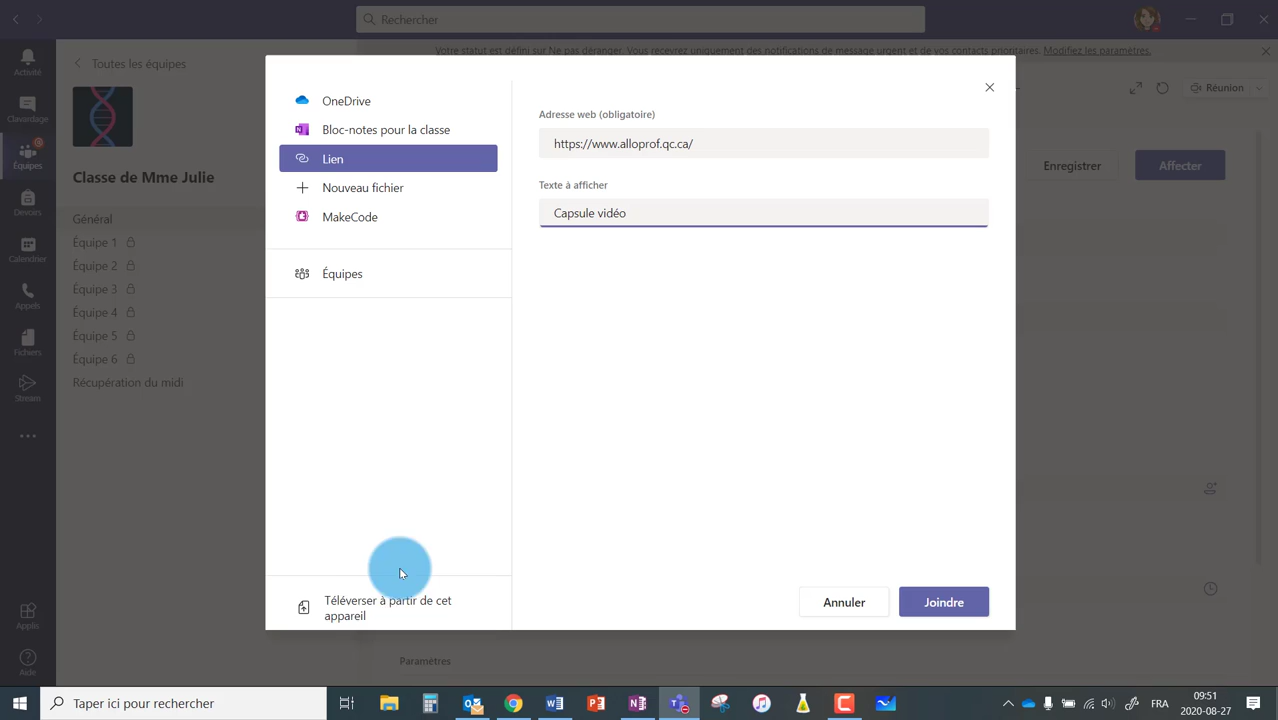 Rechercher
Votre statut est défini sur Ne pas déranger. Vous recevrez uniquement des notifications de message urgent et de vos contacts prioritaires. Modifiez les paramètres.
Activité
Clavardage
Équipes
Devoirs
Calendrier
Appels
Fichiers
Stream
Applis
Aide
Toutes les équipes
Classe de Mme Julie
Général
Équipe 1
Équipe 2
Équipe 3
Équipe 4
Équipe 5
Équipe 6
Récupération du midi
OneDrive
Bloc-notes pour la classe
Lien
Nouveau fichier
MakeCode
Équipes
Téléverser à partir de cet
appareil
Adresse web (obligatoire)
https://www.alloprof.qc.ca/
Texte à afficher
Capsule vidéo
Annuler
Joindre
Réunion
Enregistrer
Affecter
Paramètres
Taper ici pour rechercher
FRA
09:51
2020-08-27